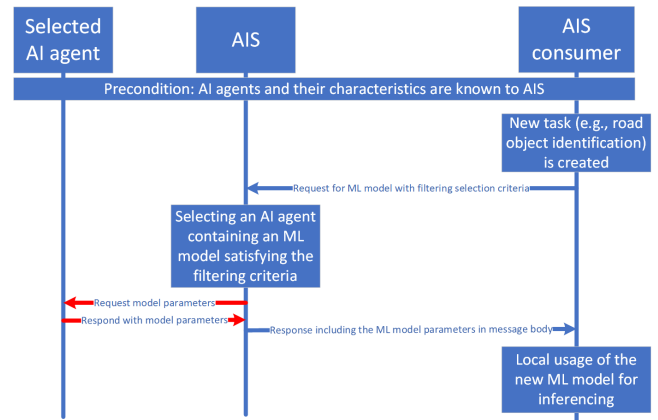 Selected
AI agent
AIS
AIS
consumer
Precondition: AI agents and their characteristics are known to AIS
New task (e.g., road
object identification)
is created
Request for ML model with filtering selection criteria
Selecting an AI agent
containing an ML
model satisfying the
filtering criteria
Request model parameters
Respond with model parameters
Response including the ML model parameters in message body
Local usage of the
new ML model for
inferencing